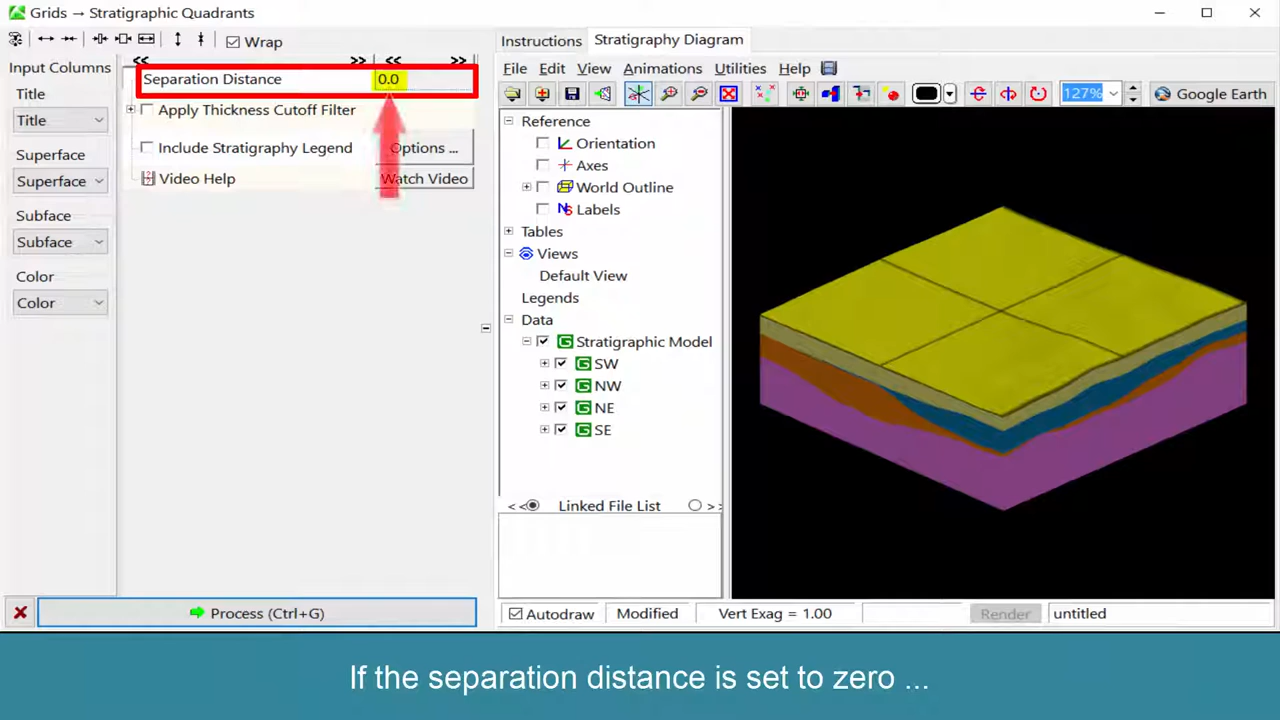 Grids → Stratigraphic Quadrants
Wrap
<< >> << >>
Input Columns
Title
Title
Superface
Superface
Subface
Subface
Color
Color
Separation Distance 0.0
Apply Thickness Cutoff Filter
Include Stratigraphy Legend Options ...
Video Help Watch Video
Process (Ctrl+G)
Instructions Stratigraphy Diagram
File Edit View Animations Utilities Help
127% Google Earth
Reference
Orientation
Axes
World Outline
Labels
Tables
Views
Default View
Legends
Data
Stratigraphic Model
SW
NW
NE
SE
<< Linked File List >>
Autodraw Modified Vert Exag = 1.00 Render untitled
If the separation distance is set to zero ...